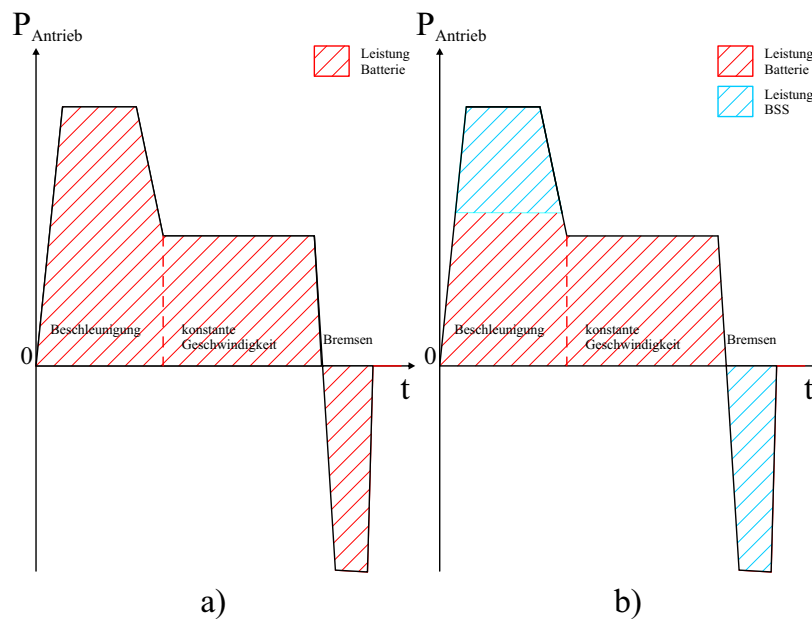 P Antrieb
Leistung
Batterie
Beschleunigung
konstante
Geschwindigkeit
Bremsen
0
t
a)
P Antrieb
Leistung
Batterie
Leistung
BSS
Beschleunigung
konstante
Geschwindigkeit
Bremsen
0
t
b)